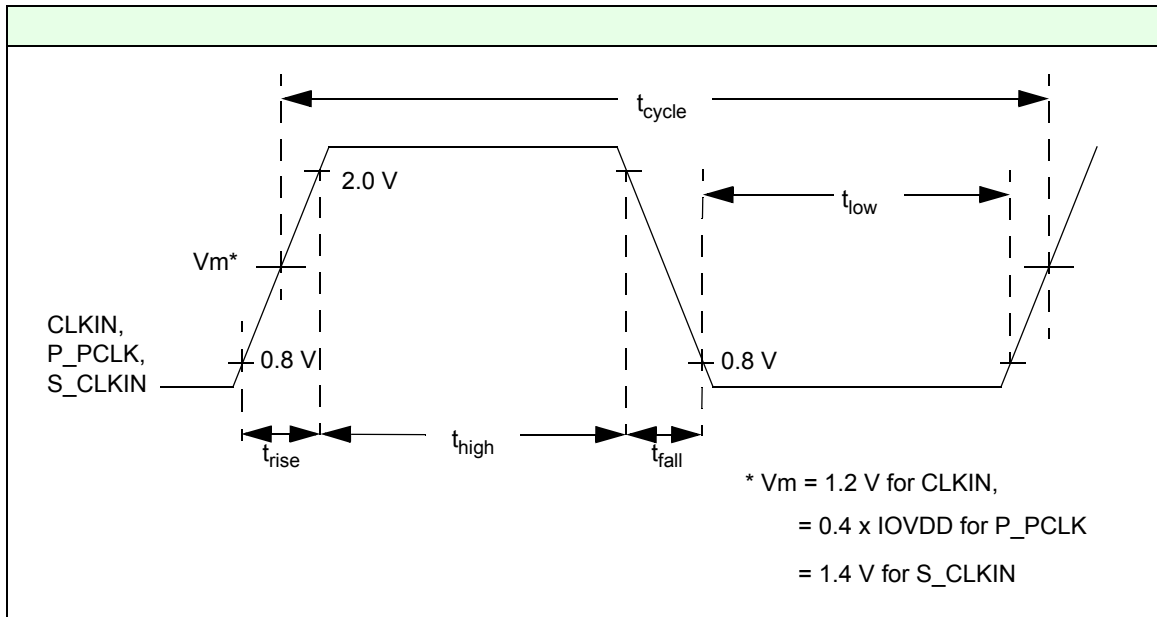 tcycle
2.0 V
tlow
Vm*
CLKIN,
P_PCLK,
S_CLKIN
0.8 V
0.8 V
trise
thigh
tfall
* Vm = 1.2 V for CLKIN,
= 0.4 x IOVDD for P_PCLK
= 1.4 V for S_CLKIN